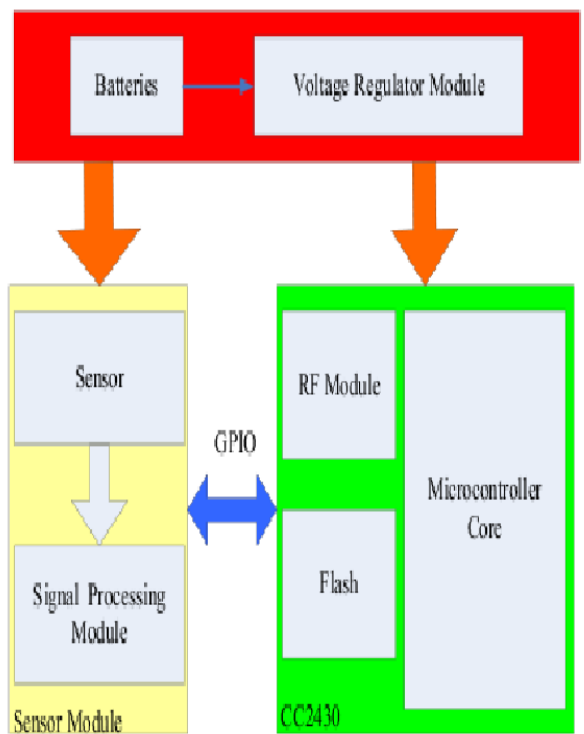 Batteries
Voltage Regulator Module
Sensor
RF Module
GPIO
Microcontroller
Core
Signal Processing
Module
Flash
Sensor Module
CC2430